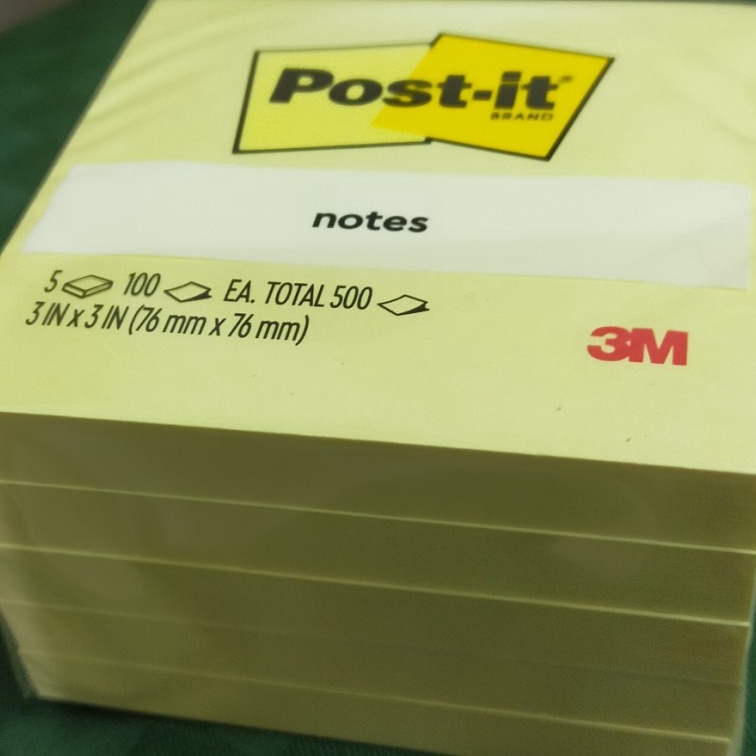 Post-it®
BRAND
notes
5 100 EA. TOTAL 500
3 IN x 3 IN (76 mm x 76 mm)
3M